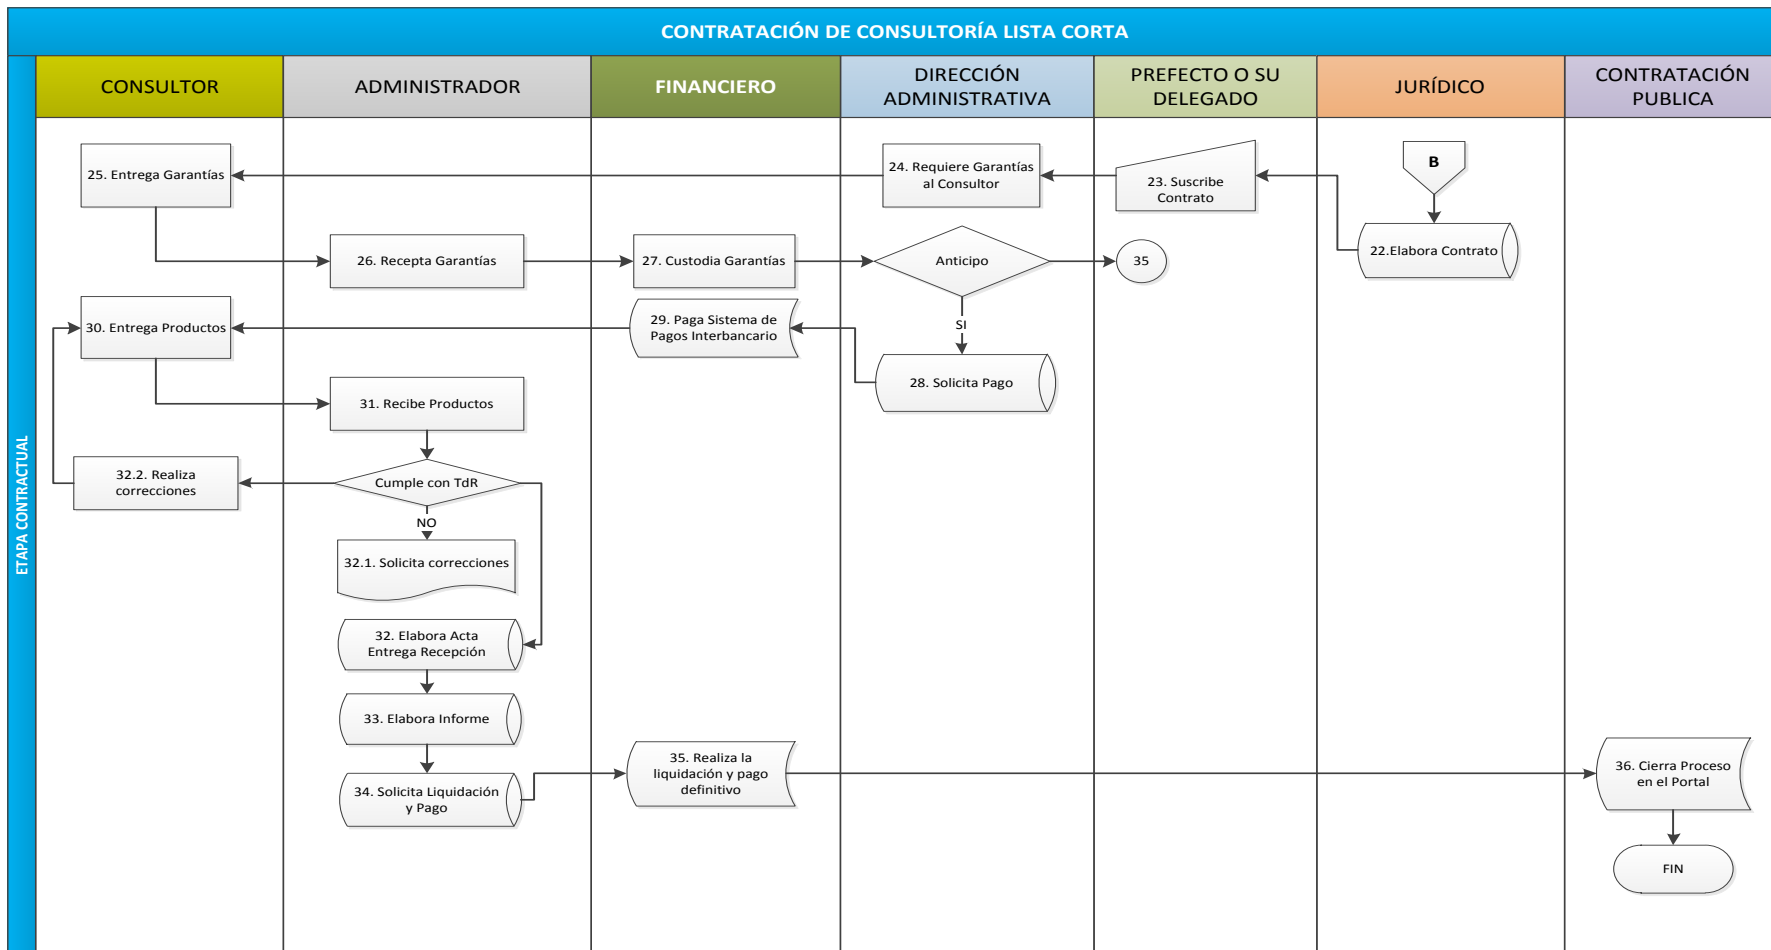 CONTRATACIÓN DE CONSULTORÍA LISTA CORTA
ETAPA CONTRACTUAL
CONSULTOR
ADMINISTRADOR
FINANCIERO
DIRECCIÓN
ADMINISTRATIVA
PREFECTO O SU
DELEGADO
JURÍDICO
CONTRATACIÓN
PUBLICA
B
22.Elabora Contrato
23. Suscribe
Contrato
24. Requiere Garantías
al Consultor
25. Entrega Garantías
26. Recepta Garantías
27. Custodia Garantías
Anticipo
35
SI
28. Solicita Pago
29. Paga Sistema de
Pagos Interbancario
30. Entrega Productos
31. Recibe Productos
Cumple con TdR
32.2. Realiza
correcciones
NO
32.1. Solicita correcciones
32. Elabora Acta
Entrega Recepción
33. Elabora Informe
34. Solicita Liquidación
y Pago
35. Realiza la
liquidación y pago
definitivo
36. Cierra Proceso
en el Portal
FIN